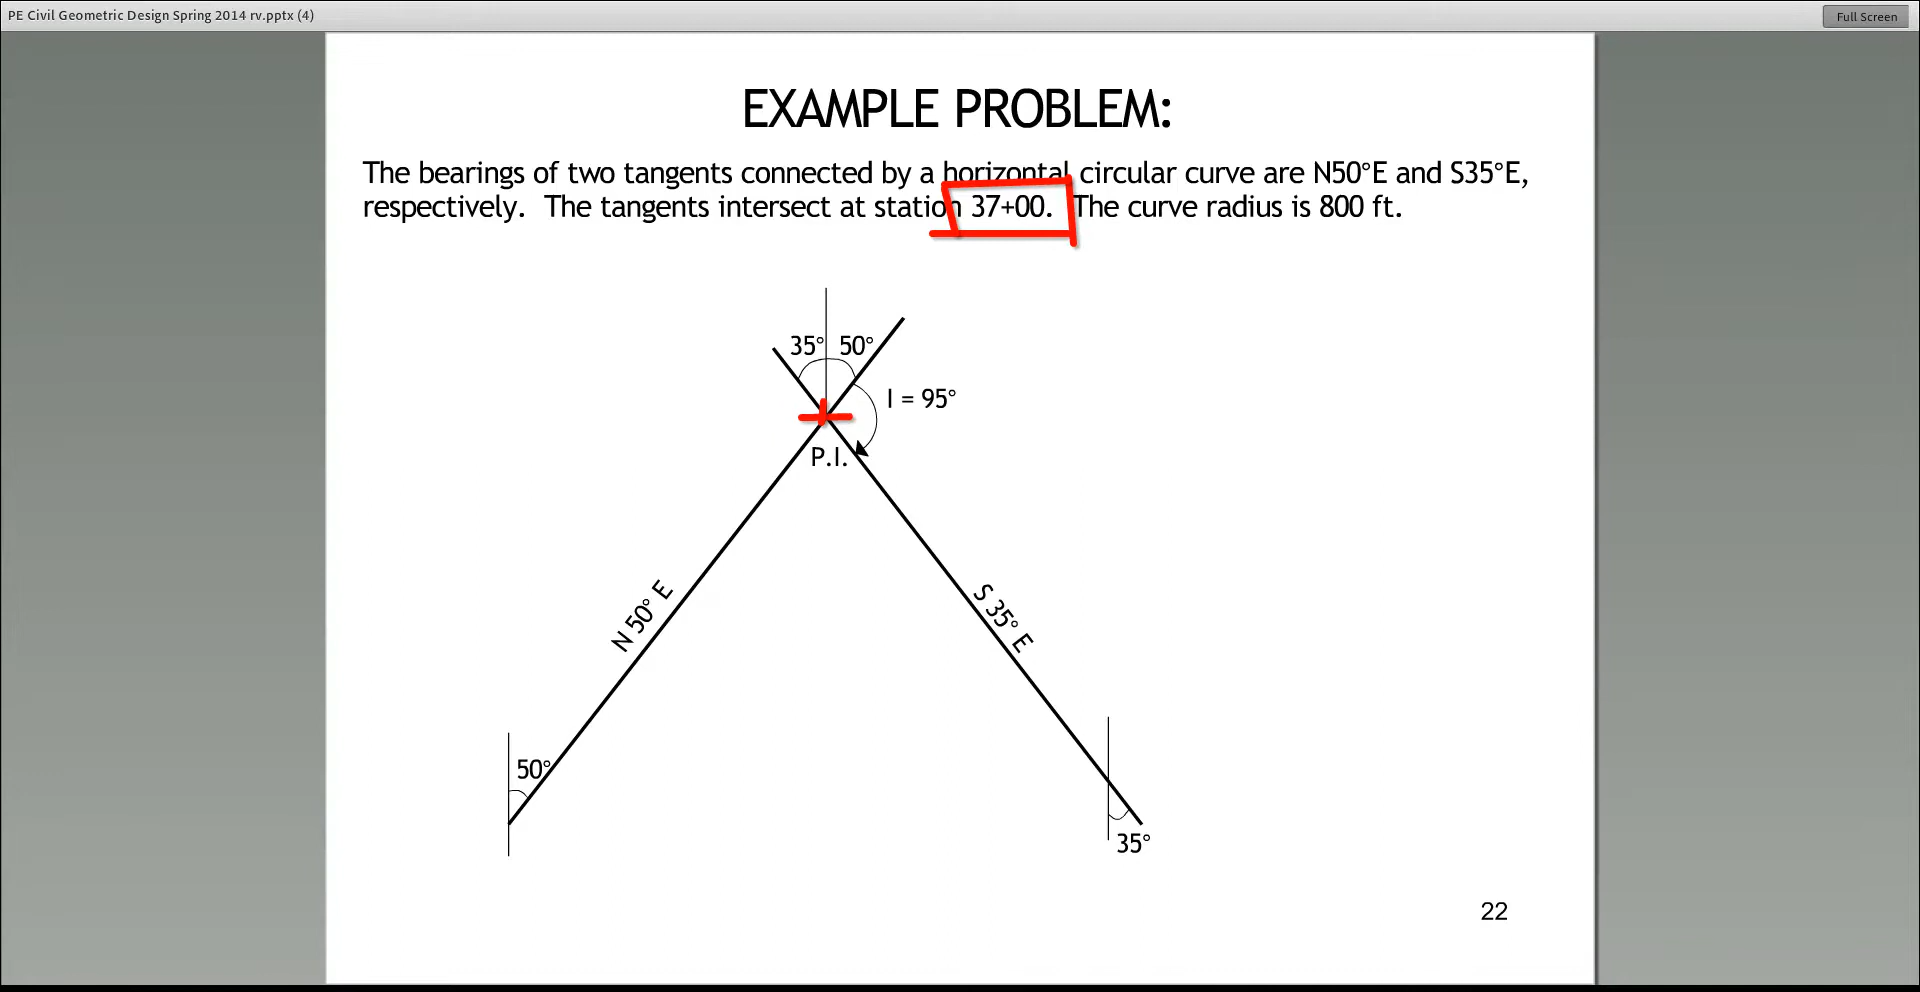 PE Civil Geometric Design Spring 2014 rv.pptx (4)
Full Screen
EXAMPLE PROBLEM:
The bearings of two tangents connected by a horizontal circular curve are N50°E and S35°E,
respectively. The tangents intersect at station 37+00. The curve radius is 800 ft.
35° 50°
I = 95°
P.I.
N 50° E
S 35° E
50°
35°
22